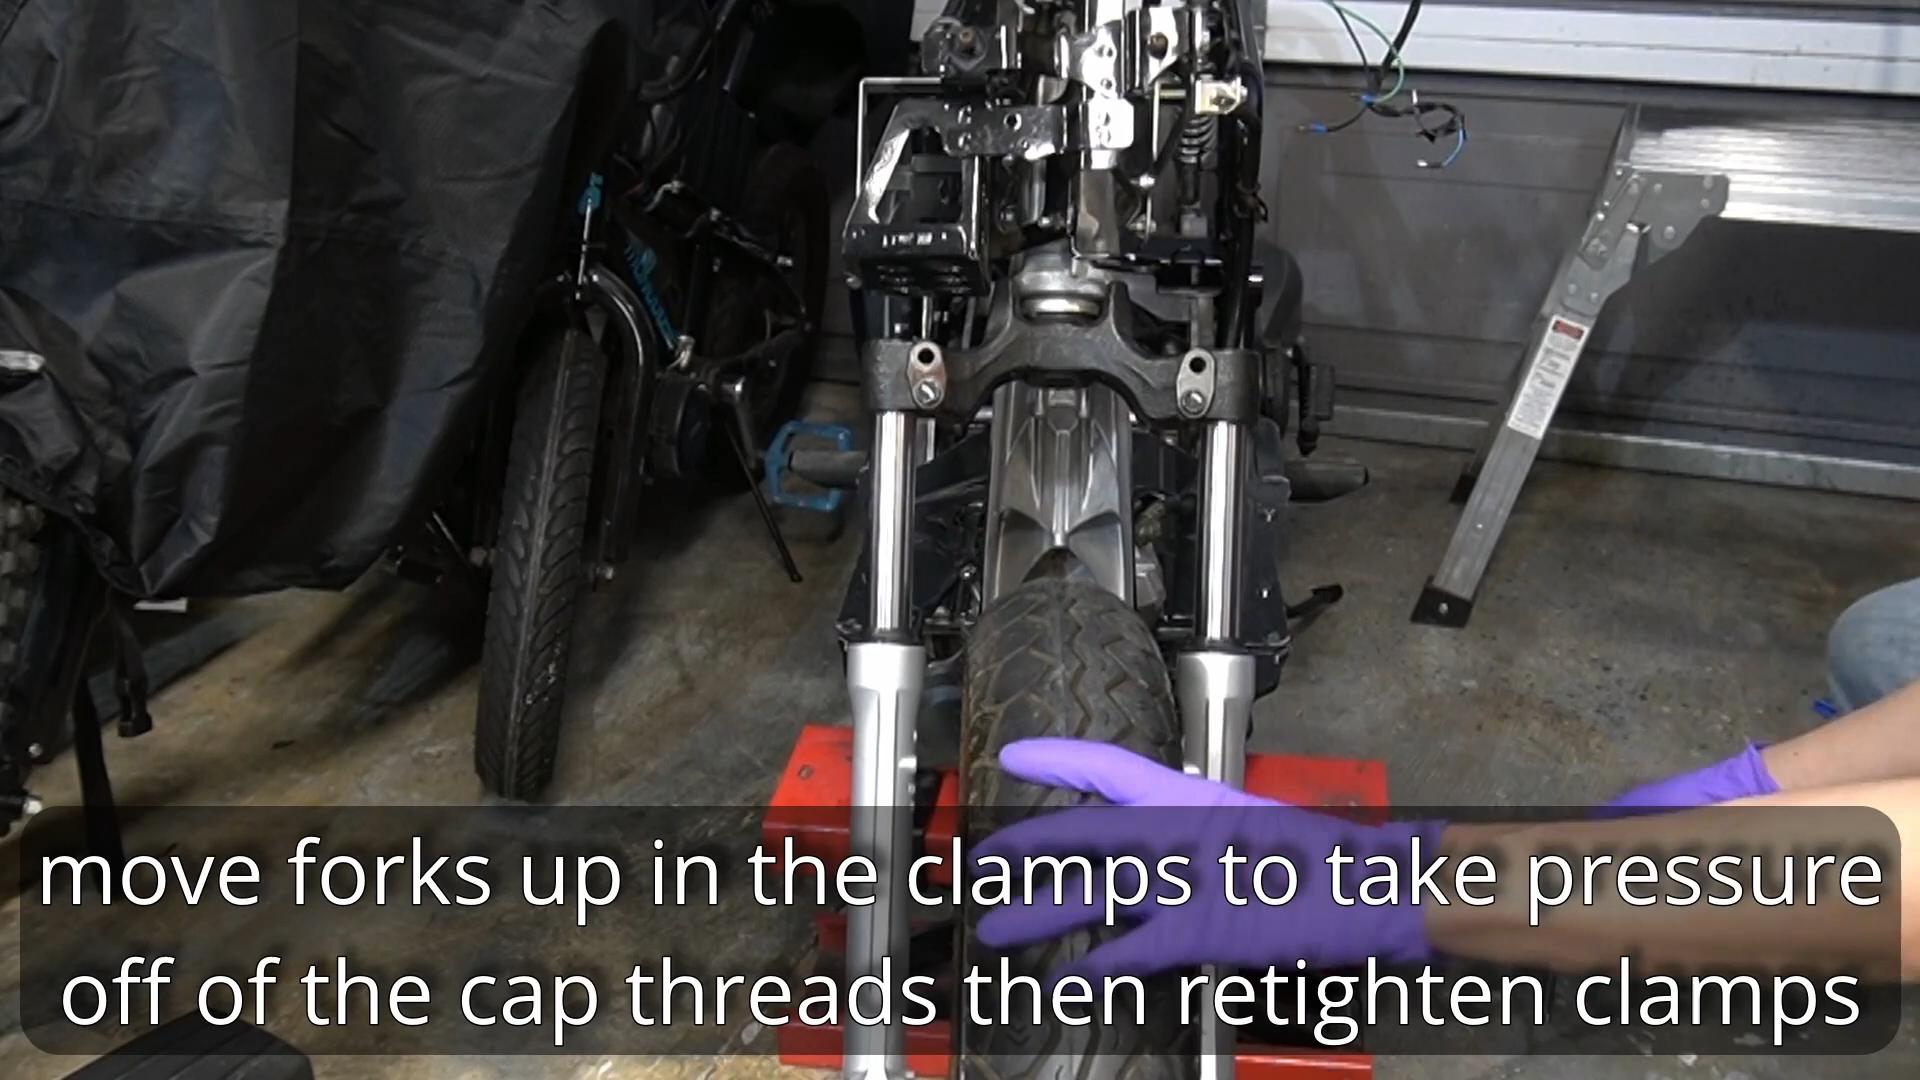 move forks up in the clamps to take pressure
off of the cap threads then retighten clamps